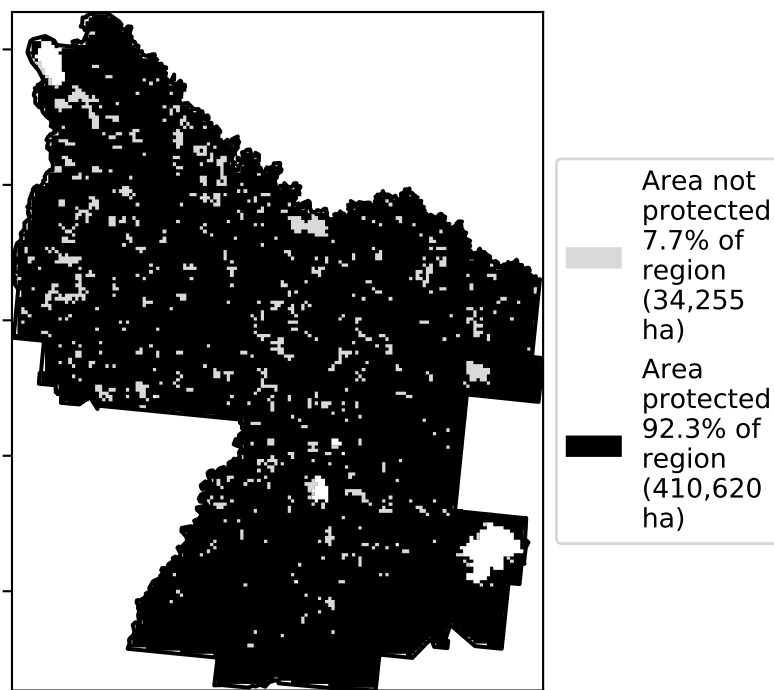 Area not
protected
7.7% of
region
(34,255
ha)
Area
protected
92.3% of
region
(410,620
ha)